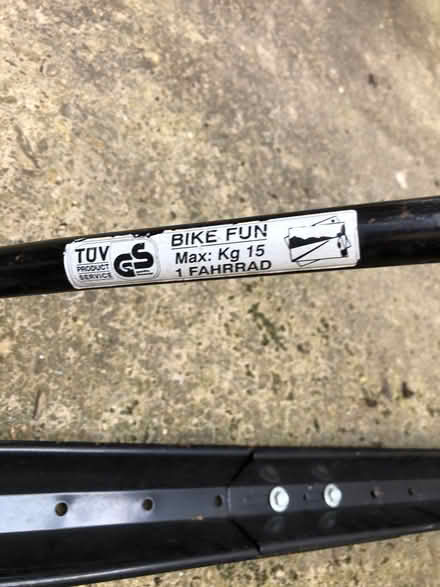 TÜV
PRODUCT
SERVICE
GS
BIKE FUN
Max: Kg 15
1 FAHRRAD